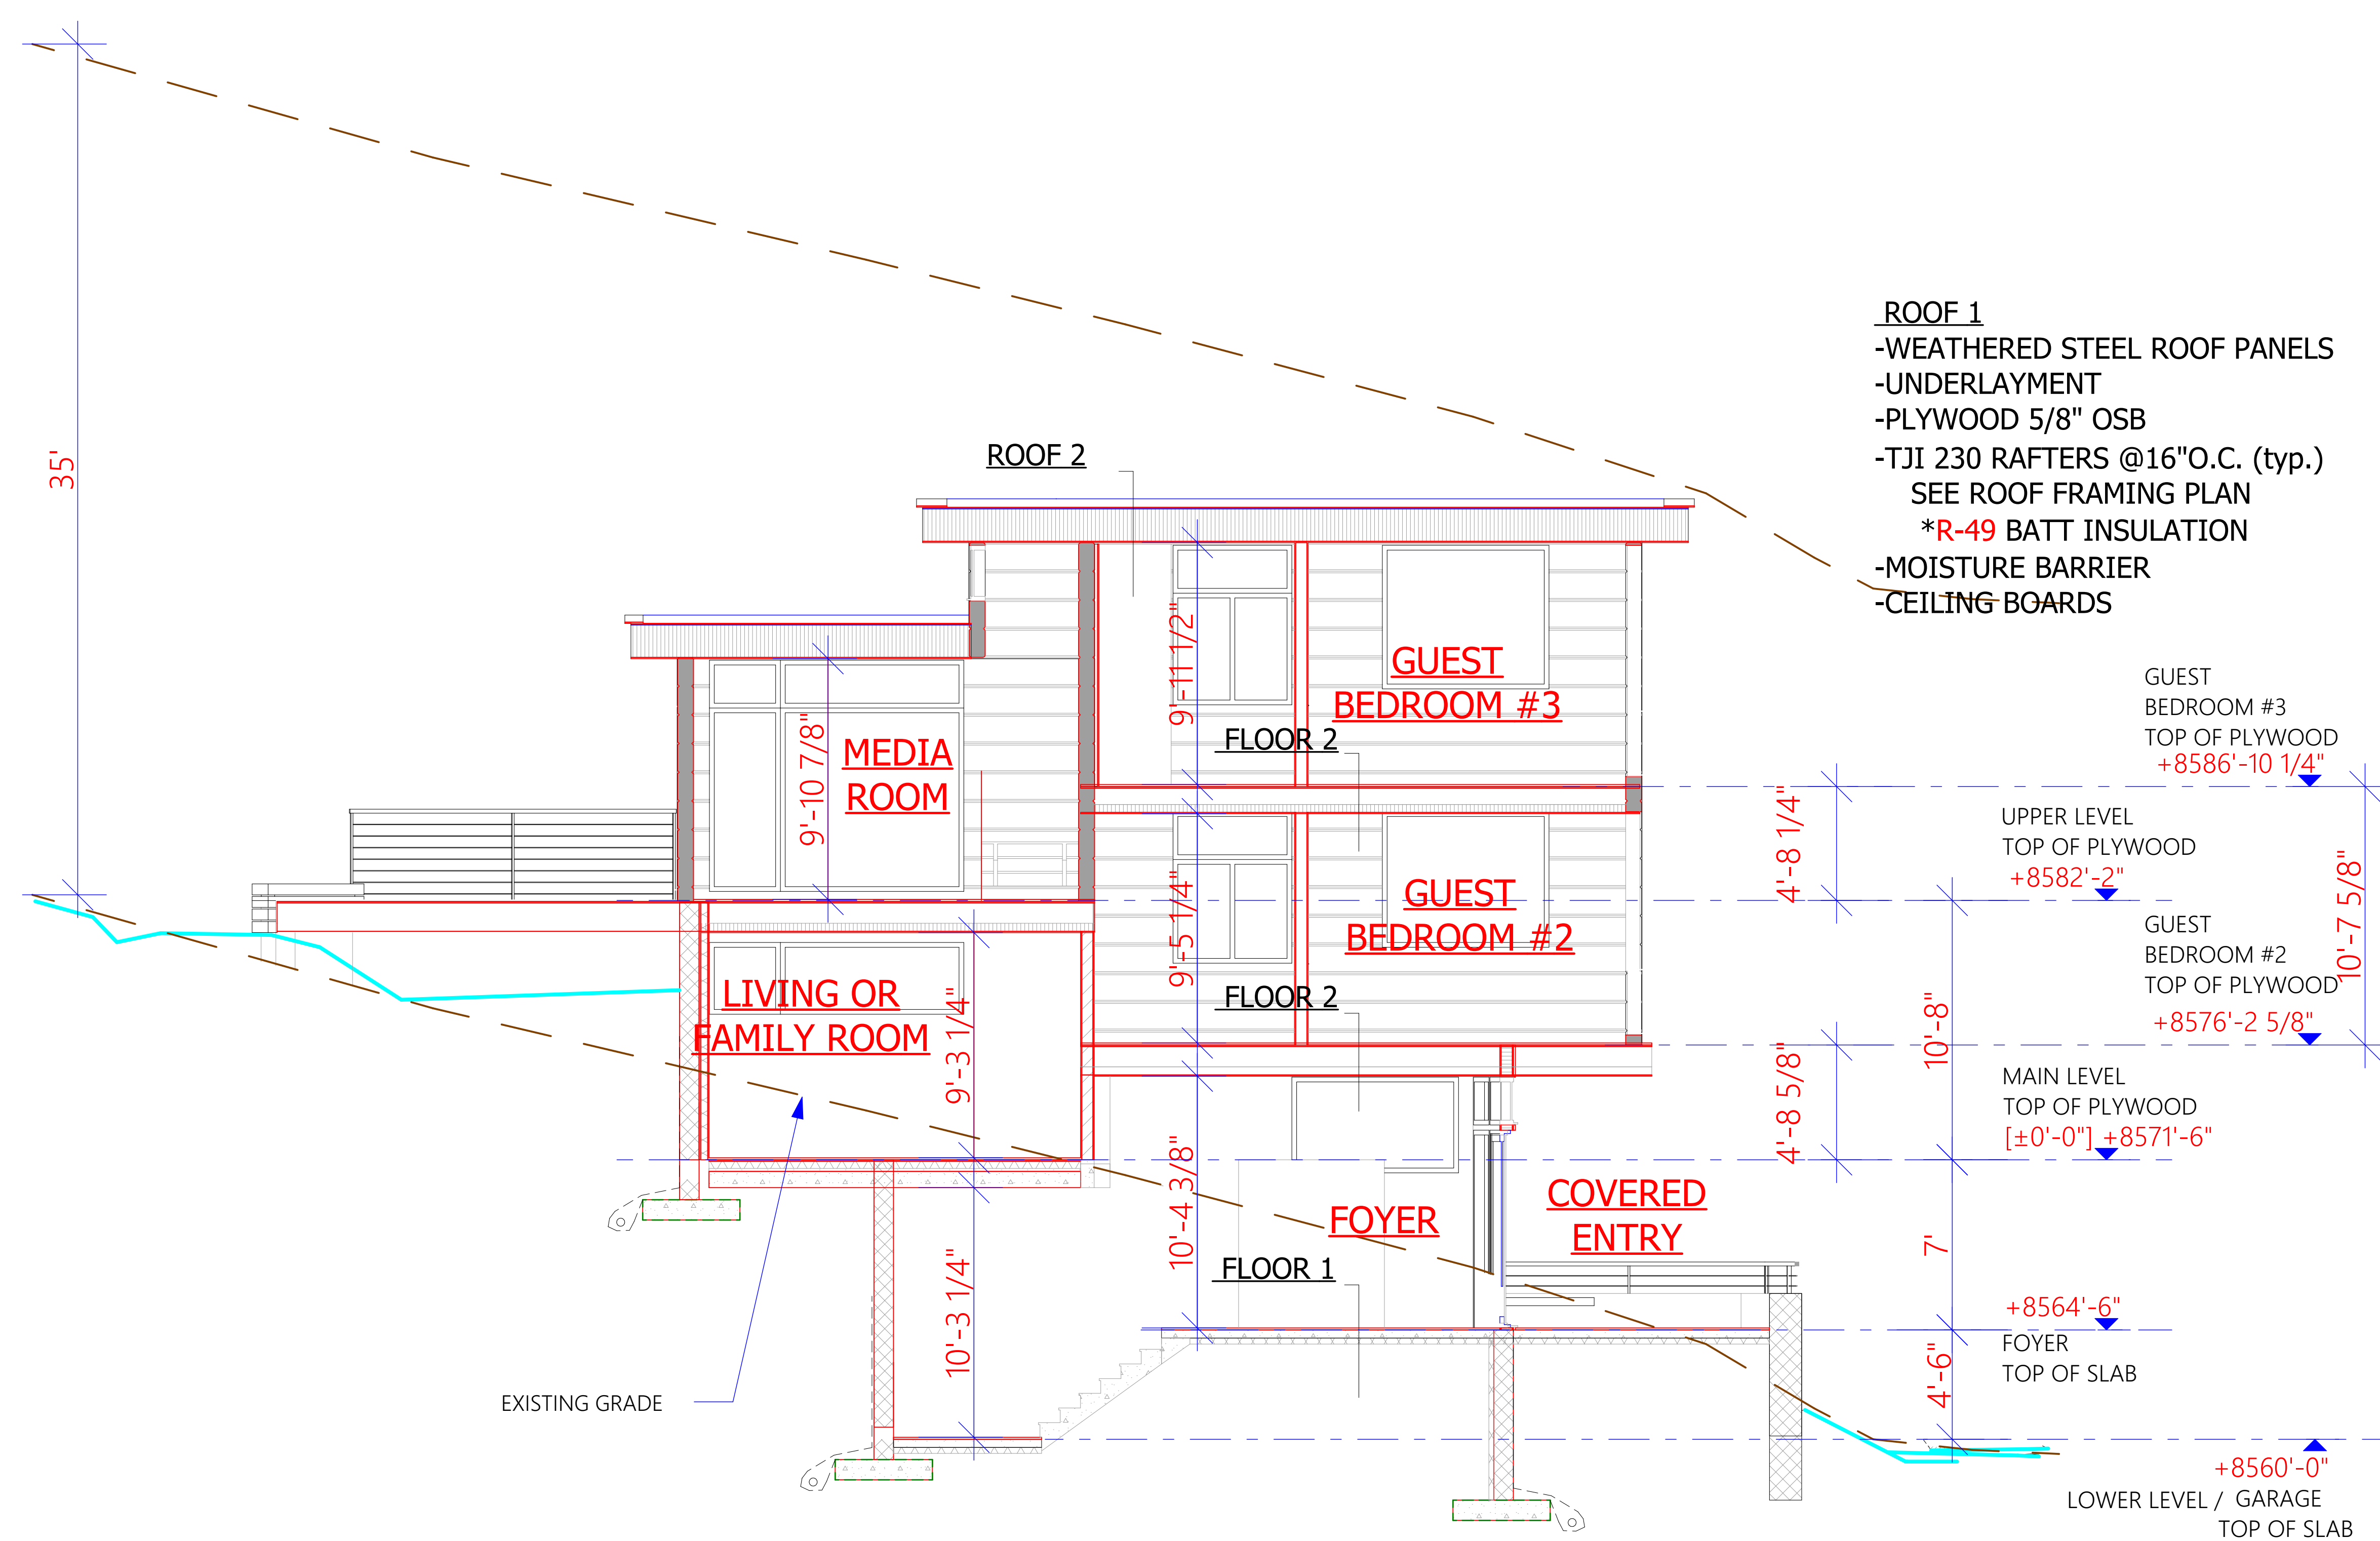 ROOF 1
-WEATHERED STEEL ROOF PANELS
-UNDERLAYMENT
-PLYWOOD 5/8" OSB
-TJI 230 RAFTERS @16"O.C. (typ.)
SEE ROOF FRAMING PLAN
*R-49 BATT INSULATION
-MOISTURE BARRIER
-CEILING BOARDS
35'
ROOF 2
9'-11 1/2"
GUEST
BEDROOM #3
FLOOR 2
9'-10 7/8"
MEDIA
ROOM
GUEST
BEDROOM #3
TOP OF PLYWOOD
+8586'-10 1/4"
4'-8 1/4"
UPPER LEVEL
TOP OF PLYWOOD
+8582'-2"
10'-7 5/8"
GUEST
BEDROOM #2
9'-5 1/4"
FLOOR 2
GUEST
BEDROOM #2
TOP OF PLYWOOD
+8576'-2 5/8"
LIVING OR
FAMILY ROOM
9'-3 1/4"
10'-8"
4'-8 5/8"
MAIN LEVEL
TOP OF PLYWOOD
[±0'-0"] +8571'-6"
10'-4 3/8"
FOYER
COVERED
ENTRY
7'
FLOOR 1
10'-3 1/4"
+8564'-6"
FOYER
TOP OF SLAB
4'-6"
EXISTING GRADE
+8560'-0"
LOWER LEVEL / GARAGE
TOP OF SLAB